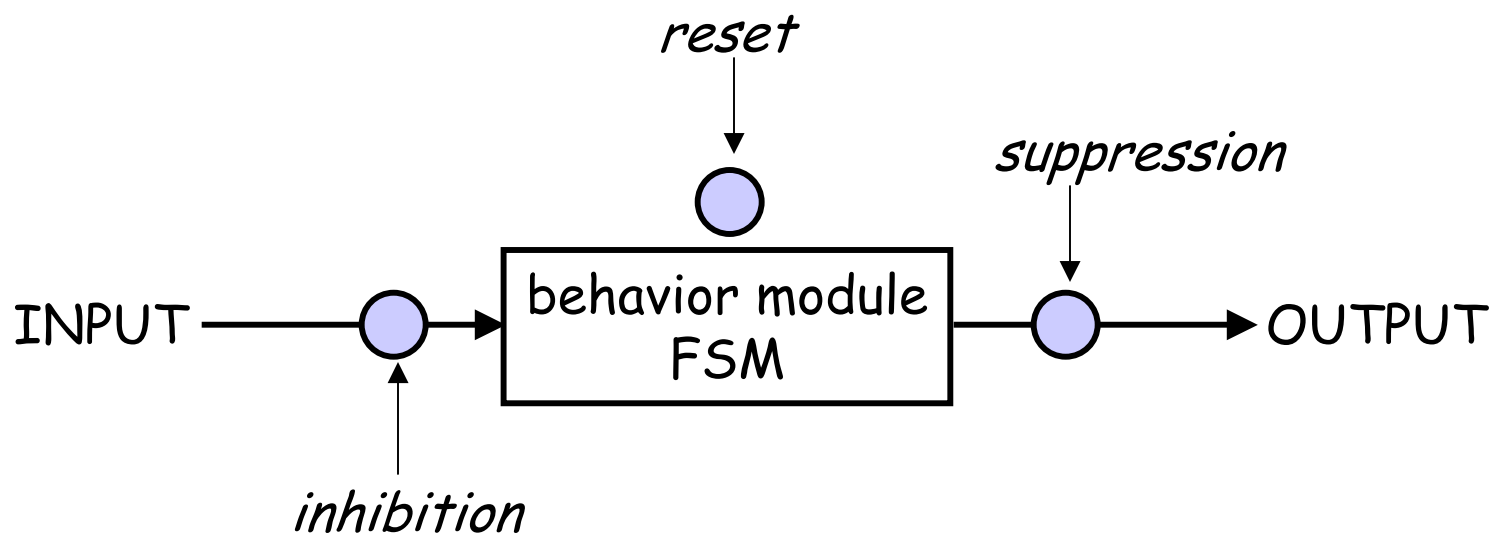 reset
suppression
INPUT
behavior module
FSM
OUTPUT
inhibition